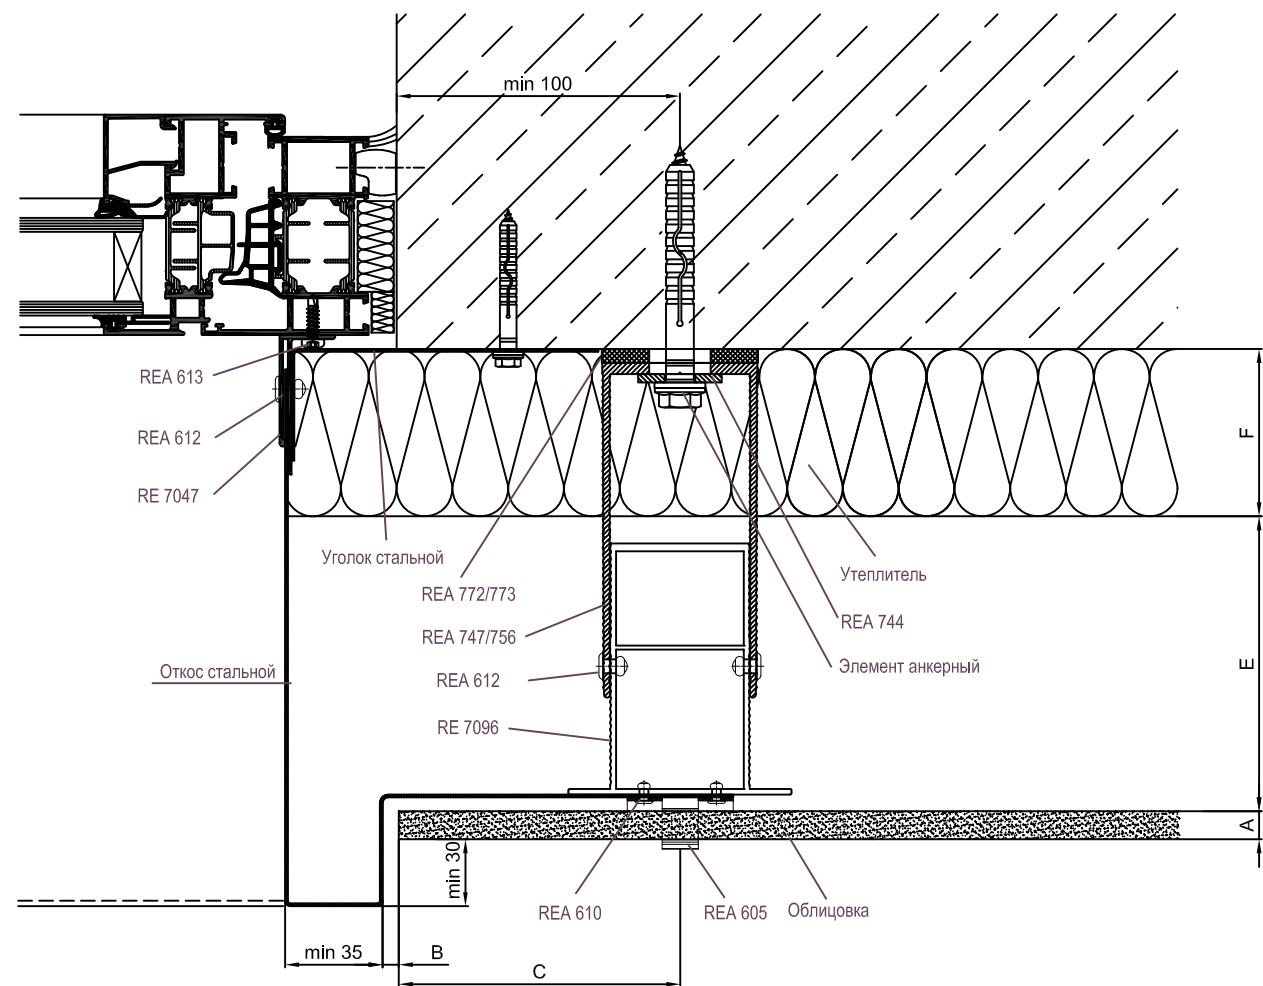 min 100
REA 613
REA 612
RE 7047
F
Уголок стальной
REA 772/773
Утеплитель
REA 744
REA 747/756
Откос стальной
REA 612
Элемент анкерный
E
RE 7096
A
min 30
REA 610
REA 605
Облицовка
min 35
B
C